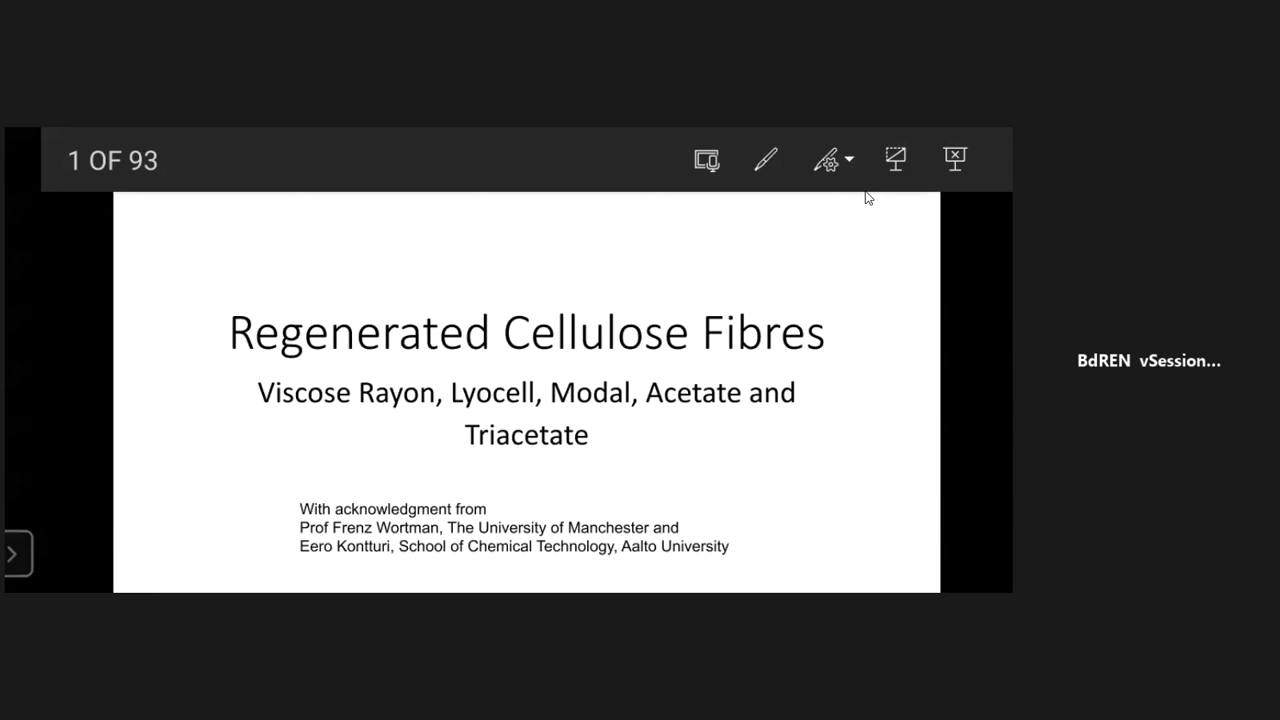 1 OF 93
Regenerated Cellulose Fibres
Viscose Rayon, Lyocell, Modal, Acetate and
Triacetate
BdREN vSession...
With acknowledgment from
Prof Frenz Wortman, The University of Manchester and
Eero Kontturi, School of Chemical Technology, Aalto University